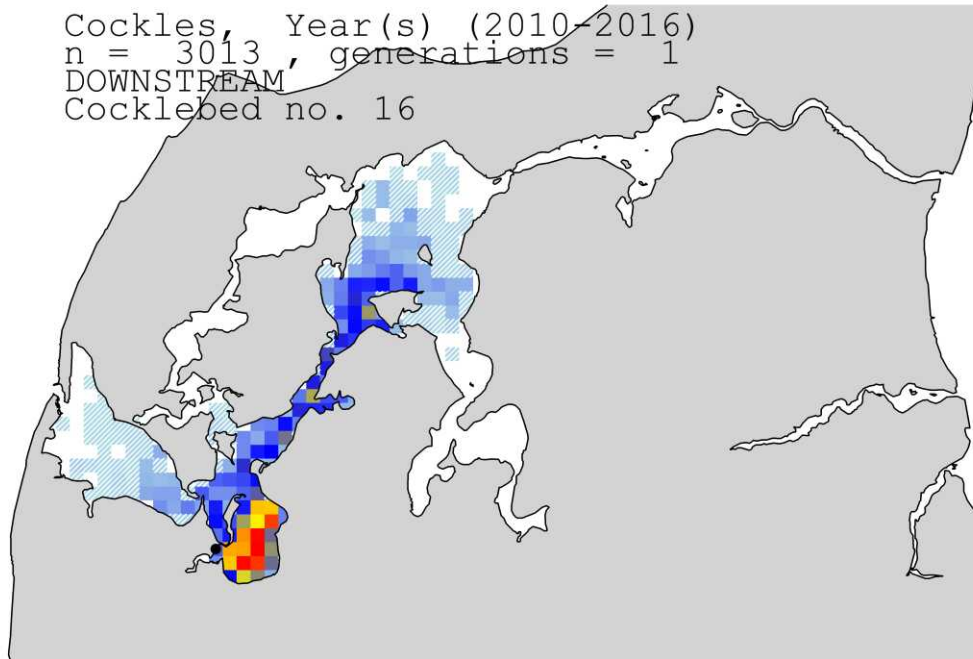 Cockles, Year(s) (2010-2016)
n = 3013 , generations = 1
DOWNSTREAM
Cocklebed no. 16